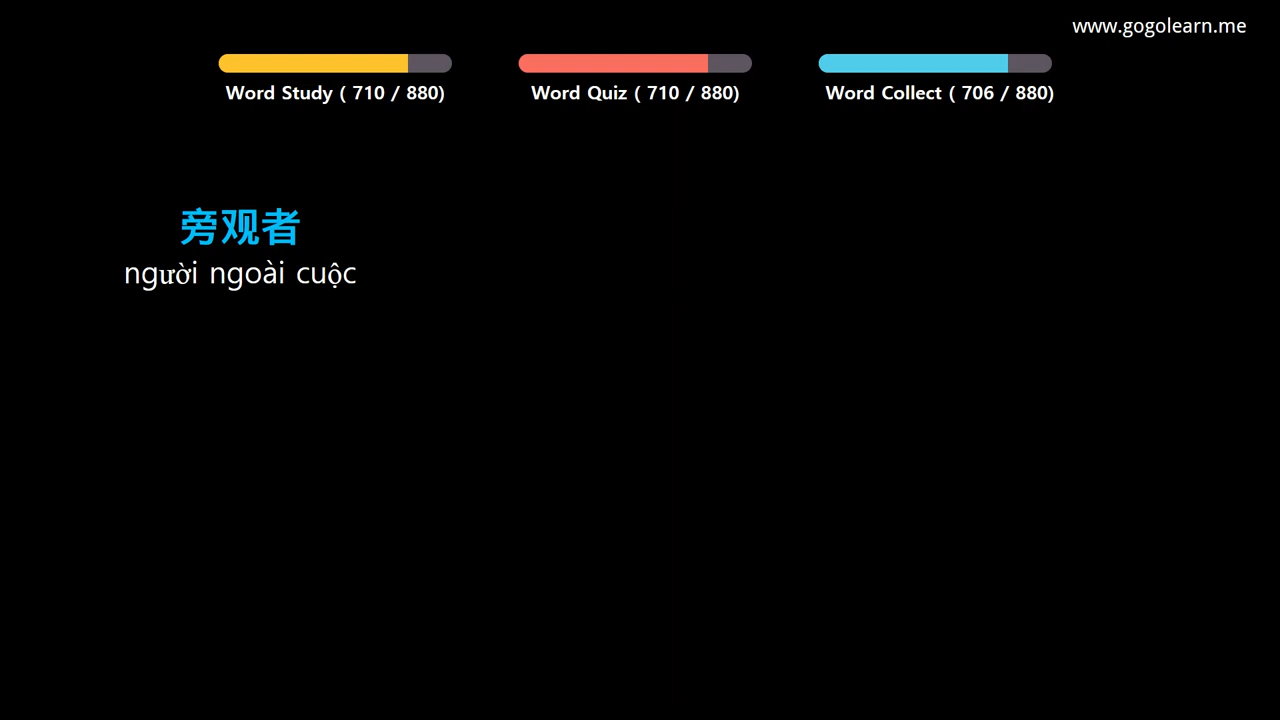 www.gogolearn.me
Word Study ( 710 / 880)
Word Quiz ( 710 / 880)
Word Collect ( 706 / 880)
旁观者
người ngoài cuộc